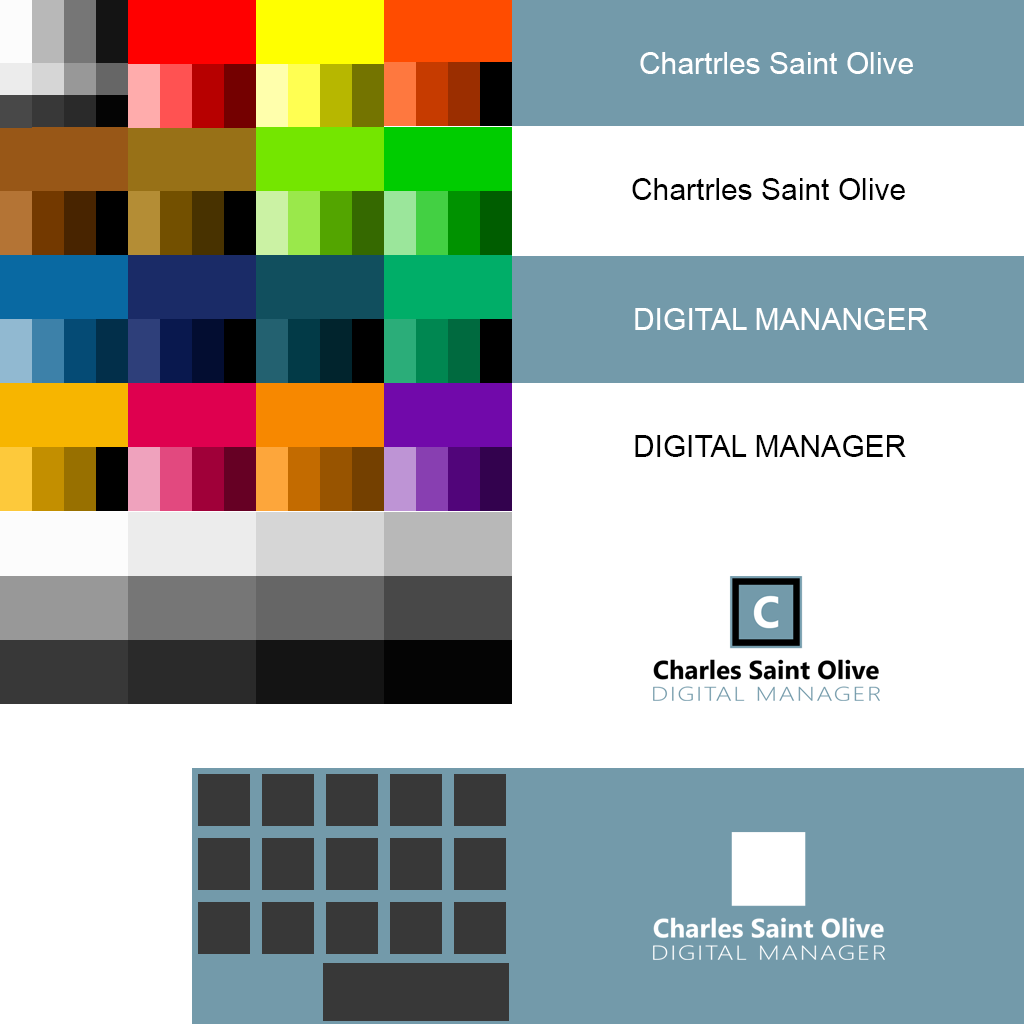 Chartrles Saint Olive
Chartrles Saint Olive
DIGITAL MANANGER
DIGITAL MANAGER
C
Charles Saint Olive
DIGITAL MANAGER
Charles Saint Olive
DIGITAL MANAGER